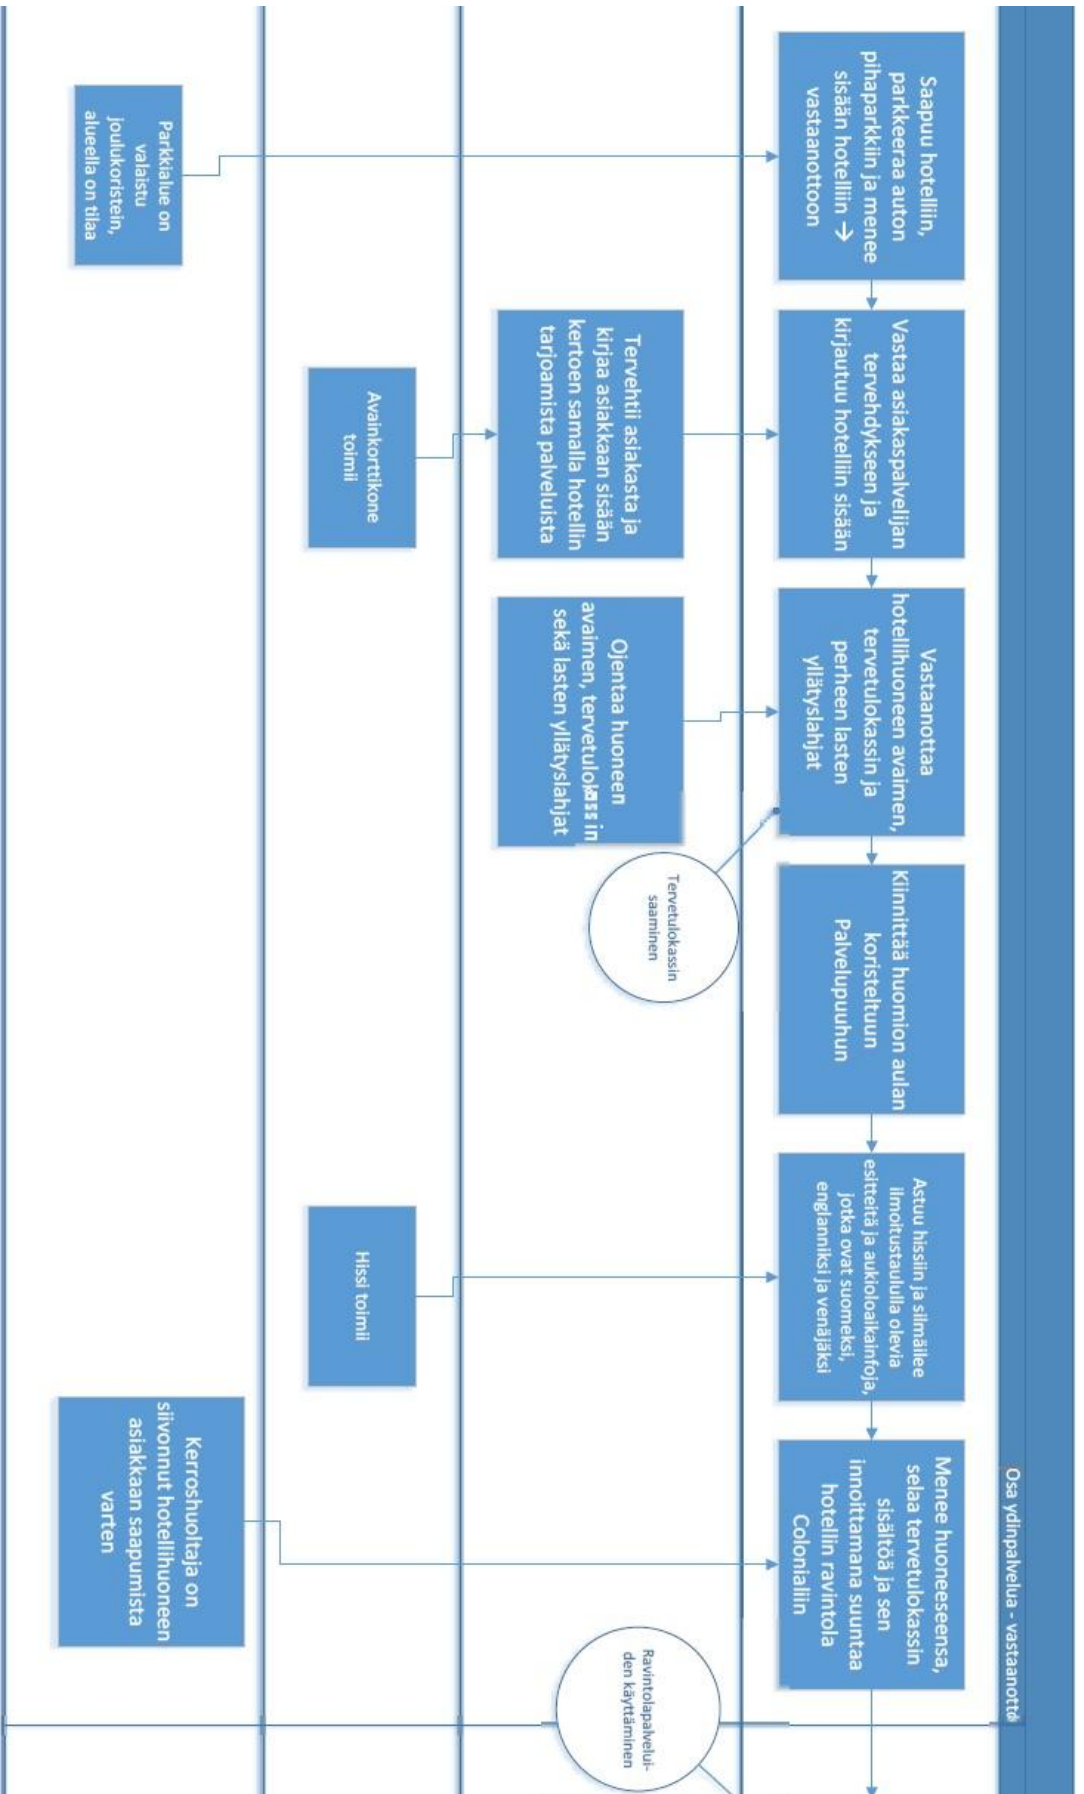 Osa ydinpalvelua - vastaanotto
Saapuu hotelliin,
parkkeeraa auton
pihaparkkiin ja menee
sisään hotelliin →
vastaanottoon
Vastaa asiakaspalvelijan
tervehdykseen ja
kirjautuu hotelliin sisään
Vastaanottaa
hotellihuoneen avaimen,
tervetulokassin ja
perheen lasten
yllätyslahjat
Kiinnittää huomion aulan
koristeltuun
Palvelupuuhun
Astuu hissiin ja silmäilee
ilmoitustaululla olevia
esitteitä ja aukioloaikainfoja,
jotka ovat suomeksi,
englanniksi ja venäjäksi
Menee huoneeseensa,
selaa tervetulokassin
sisältöä ja sen
innoittamana suuntaa
hotellin ravintola
Colonialiin
Tervehtii asiakasta ja
kirjaa asiakkaan sisään
kertoen samalla hotellin
tarjoamista palveluista
Ojentaa huoneen
avaimen, tervetulokassin
sekä lasten yllätyslahjat
Tervetulokassin
saaminen
Ravintolapalvelui-
den käyttäminen
Avainkorttikone
toimii
Hissi toimii
Parkkialue on
valaistu
joulukoristein,
alueella on tilaa
Kerroshuoltaja on
siivonnut hotellihuoneen
asiakkaan saapumista
varten